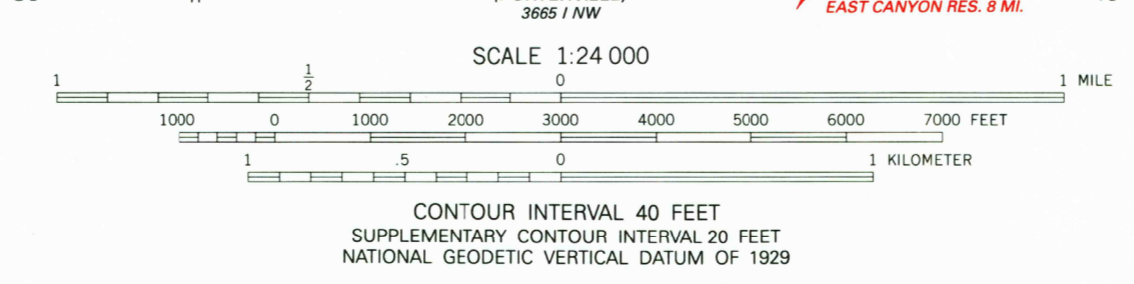 3665 I NW
EAST CANYON RES. 8 MI.
SCALE 1:24 000
1 1/2 0 1 MILE
1000 0 1000 2000 3000 4000 5000 6000 7000 FEET
1 .5 0 1 KILOMETER
CONTOUR INTERVAL 40 FEET
SUPPLEMENTARY CONTOUR INTERVAL 20 FEET
NATIONAL GEODETIC VERTICAL DATUM OF 1929